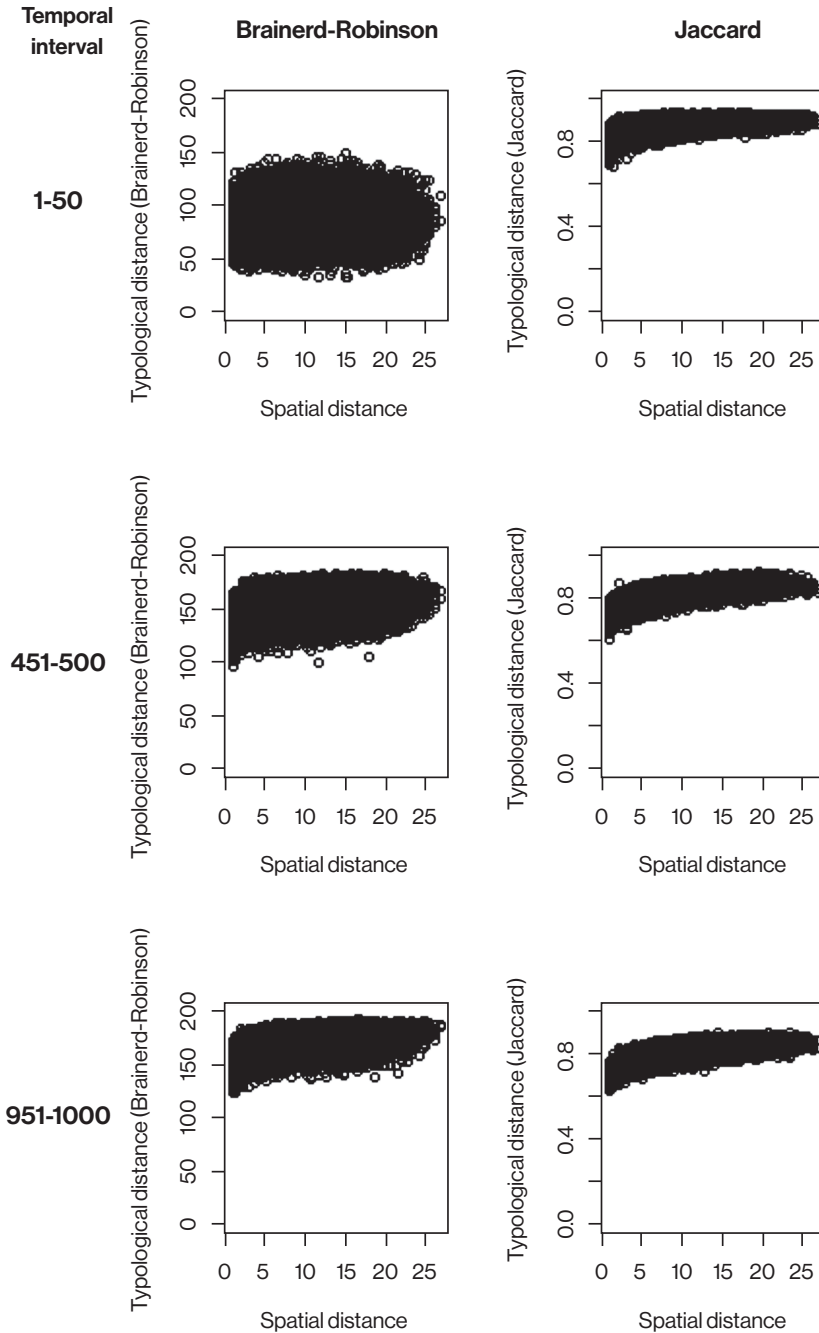 Temporal
interval
Brainerd-Robinson
Jaccard
1-50
Typological distance (Brainerd-Robinson)
200
150
100
50
0
0 5 10 15 20 25
Spatial distance
Typological distance (Jaccard)
0.8
0.4
0.0
0 5 10 15 20 25
Spatial distance
451-500
Typological distance (Brainerd-Robinson)
200
150
100
50
0
0 5 10 15 20 25
Spatial distance
Typological distance (Jaccard)
0.8
0.4
0.0
0 5 10 15 20 25
Spatial distance
951-1000
Typological distance (Brainerd-Robinson)
200
150
100
50
0
0 5 10 15 20 25
Spatial distance
Typological distance (Jaccard)
0.8
0.4
0.0
0 5 10 15 20 25
Spatial distance